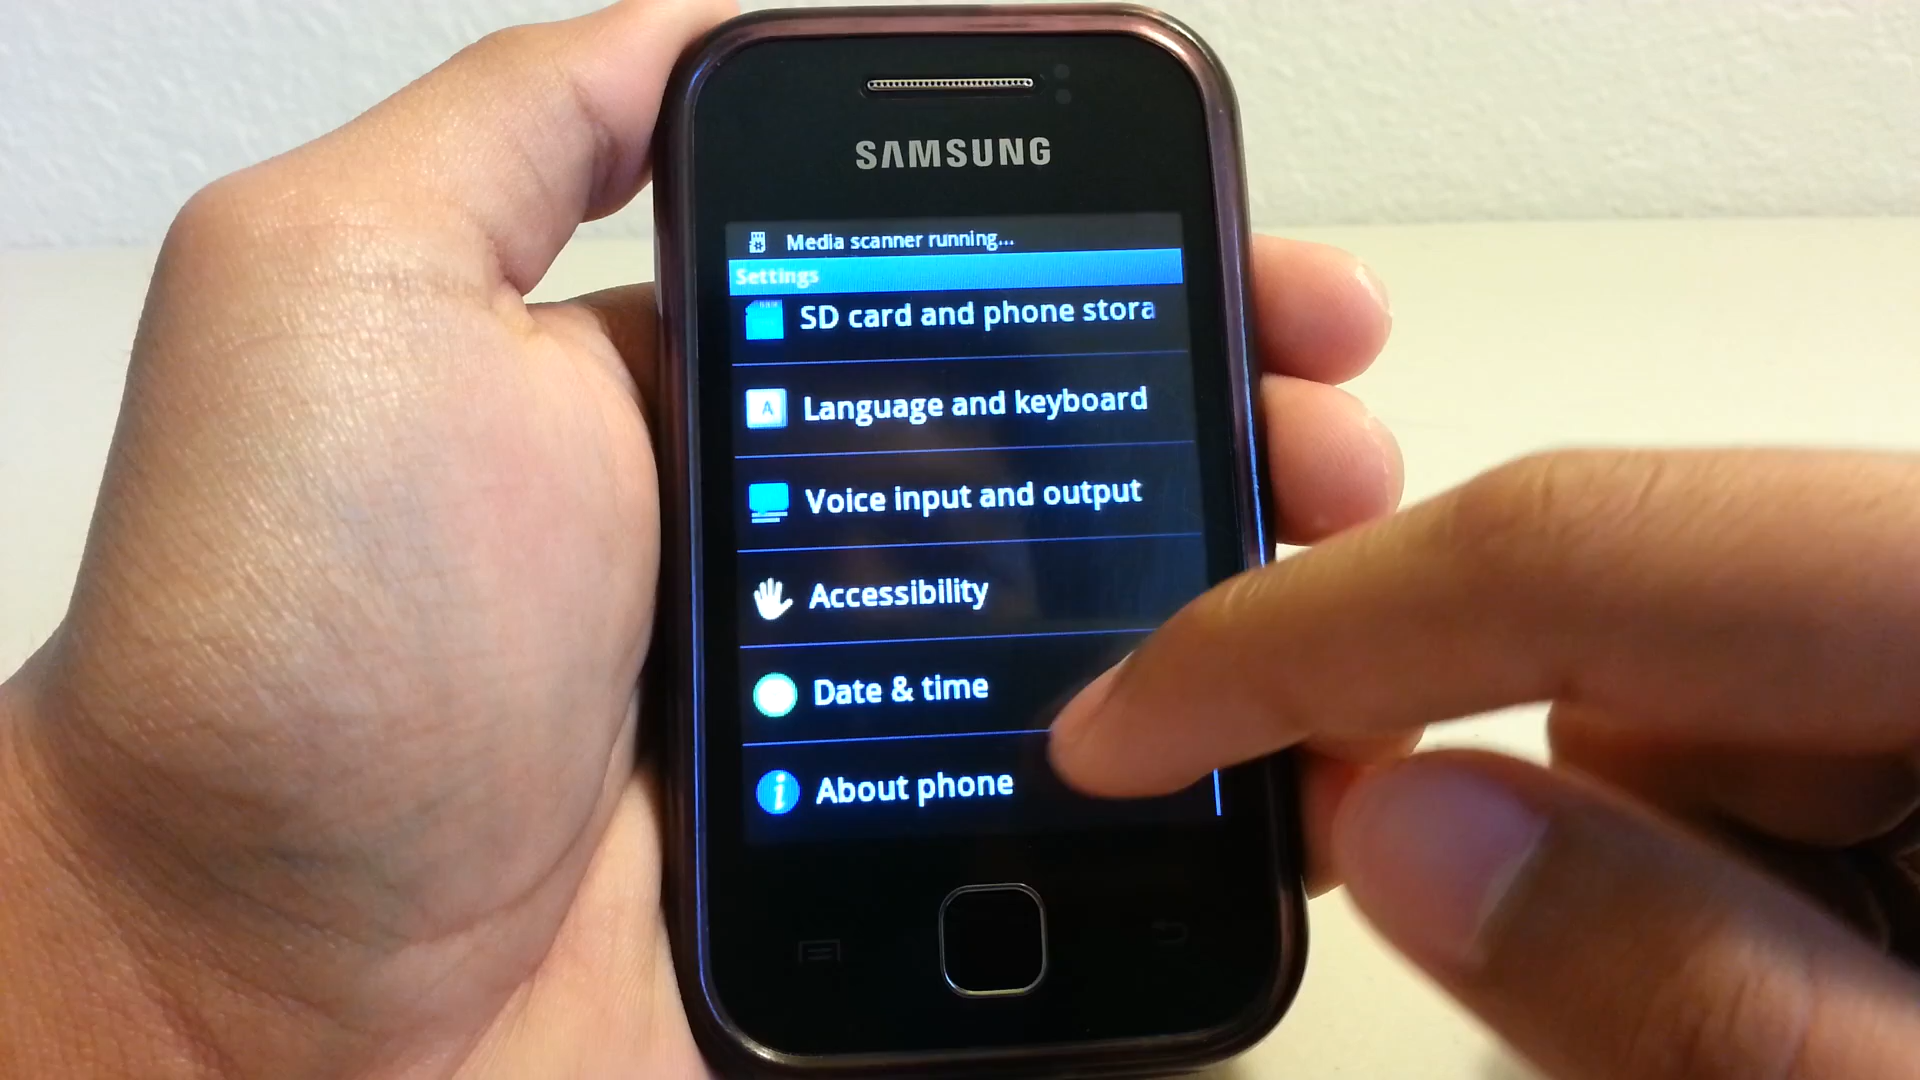 SAMSUNG
Media scanner running...
Settings
SD card and phone stora
A Language and keyboard
Voice input and output
Accessibility
Date & time
i About phone